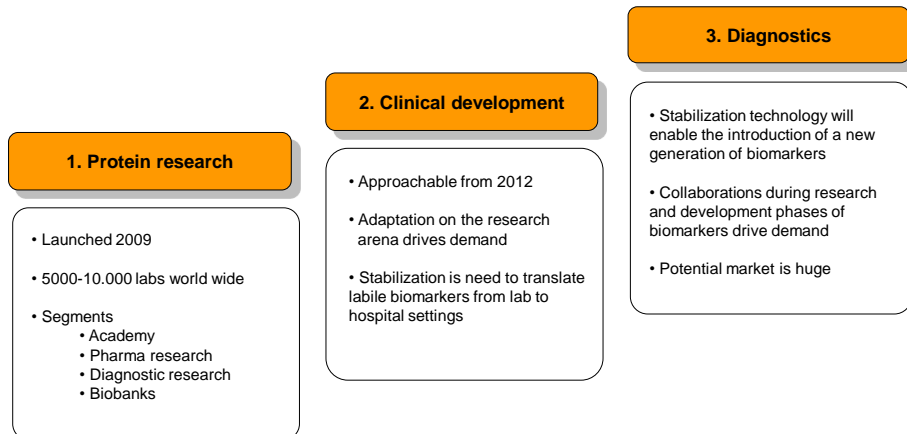 1. Protein research
• Launched 2009
• 5000-10.000 labs world wide
• Segments
• Academy
• Pharma research
• Diagnostic research
• Biobanks
2. Clinical development
• Approachable from 2012
• Adaptation on the research
arena drives demand
• Stabilization is need to translate
labile biomarkers from lab to
hospital settings
3. Diagnostics
• Stabilization technology will
enable the introduction of a new
generation of biomarkers
• Collaborations during research
and development phases of
biomarkers drive demand
• Potential market is huge